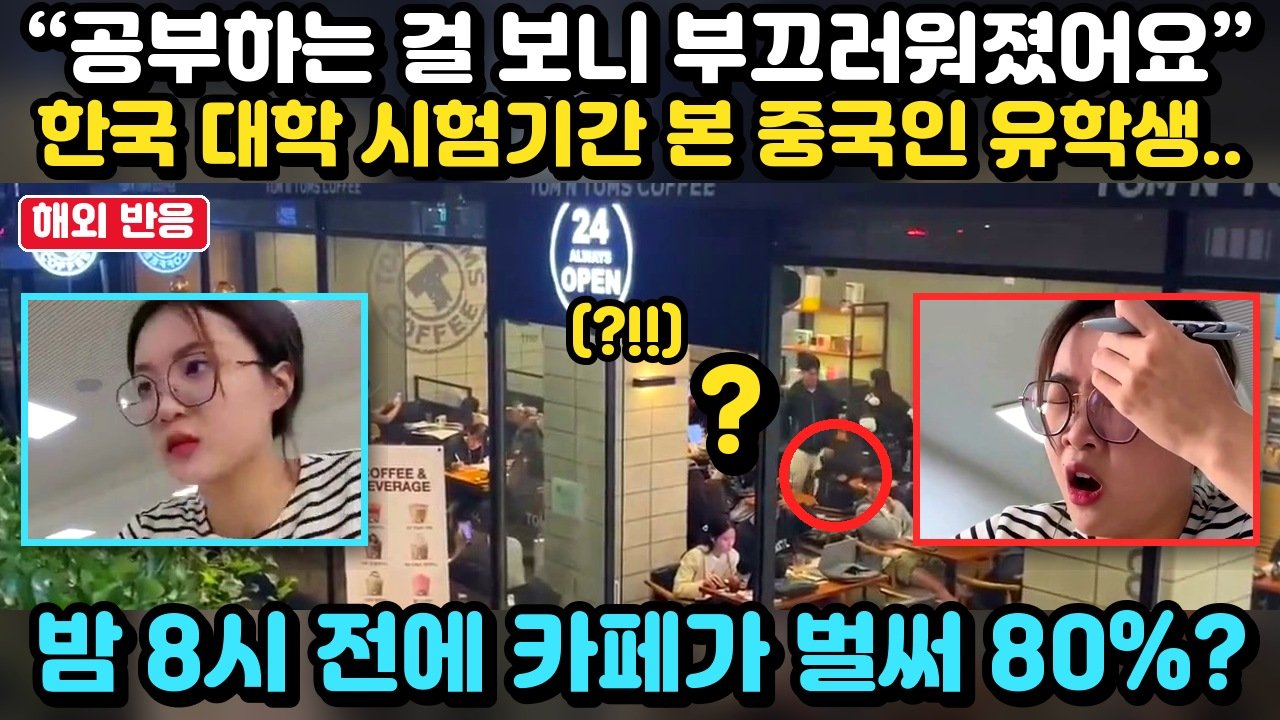 “공부하는 걸 보니 부끄러워졌어요”
한국 대학 시험기간 본 중국인 유학생..
해외 반응
TOM N TOMS COFFEE
24
ALWAYS
OPEN
COFFEE
(?!!)
?
COFFEE &
EVERAGE
밤 8시 전에 카페가 벌써 80%?